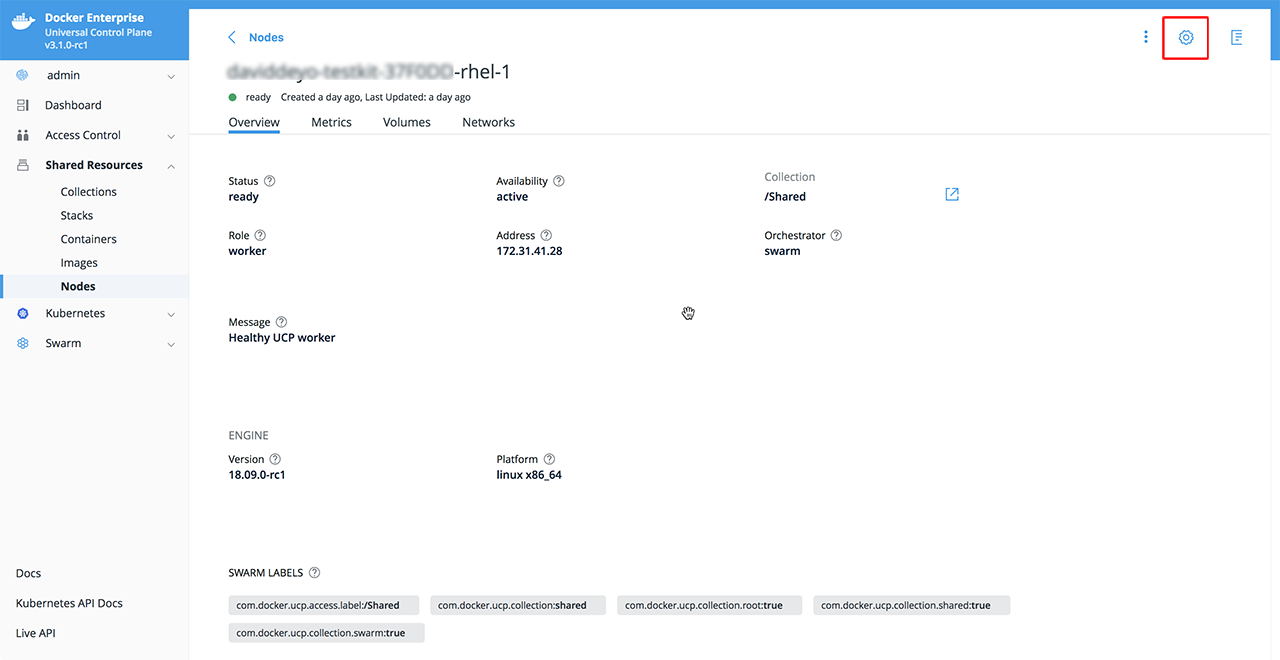 Docker Enterprise
Universal Control Plane
v3.1.0-rc1
admin
Dashboard
Access Control
Shared Resources
Collections
Stacks
Containers
Images
Nodes
Kubernetes
Swarm
Docs
Kubernetes API Docs
Live API
Nodes
-rhel-1
ready Created a day ago, Last Updated: a day ago
Overview Metrics Volumes Networks
Status ? Availability ? Collection
ready active /Shared
Role ? Address ? Orchestrator ?
worker 172.31.41.28 swarm
Message ?
Healthy UCP worker
ENGINE
Version ? Platform ?
18.09.0-rc1 linux x86_64
SWARM LABELS ?
com.docker.ucp.access.label:/Shared com.docker.ucp.collection:shared com.docker.ucp.collection.root:true com.docker.ucp.collection.shared:true
com.docker.ucp.collection.swarm:true